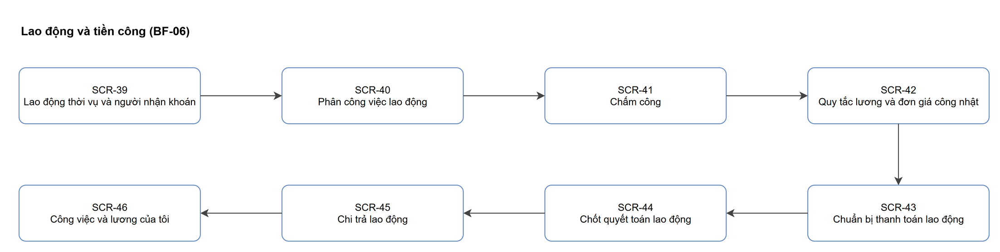 Lao động và tiền công (BF-06)
SCR-39
Lao động thời vụ và người nhận khoán
SCR-40
Phân công việc lao động
SCR-41
Chấm công
SCR-42
Quy tắc lương và đơn giá công nhật
SCR-46
Công việc và lương của tôi
SCR-45
Chi trả lao động
SCR-44
Chốt quyết toán lao động
SCR-43
Chuẩn bị thanh toán lao động